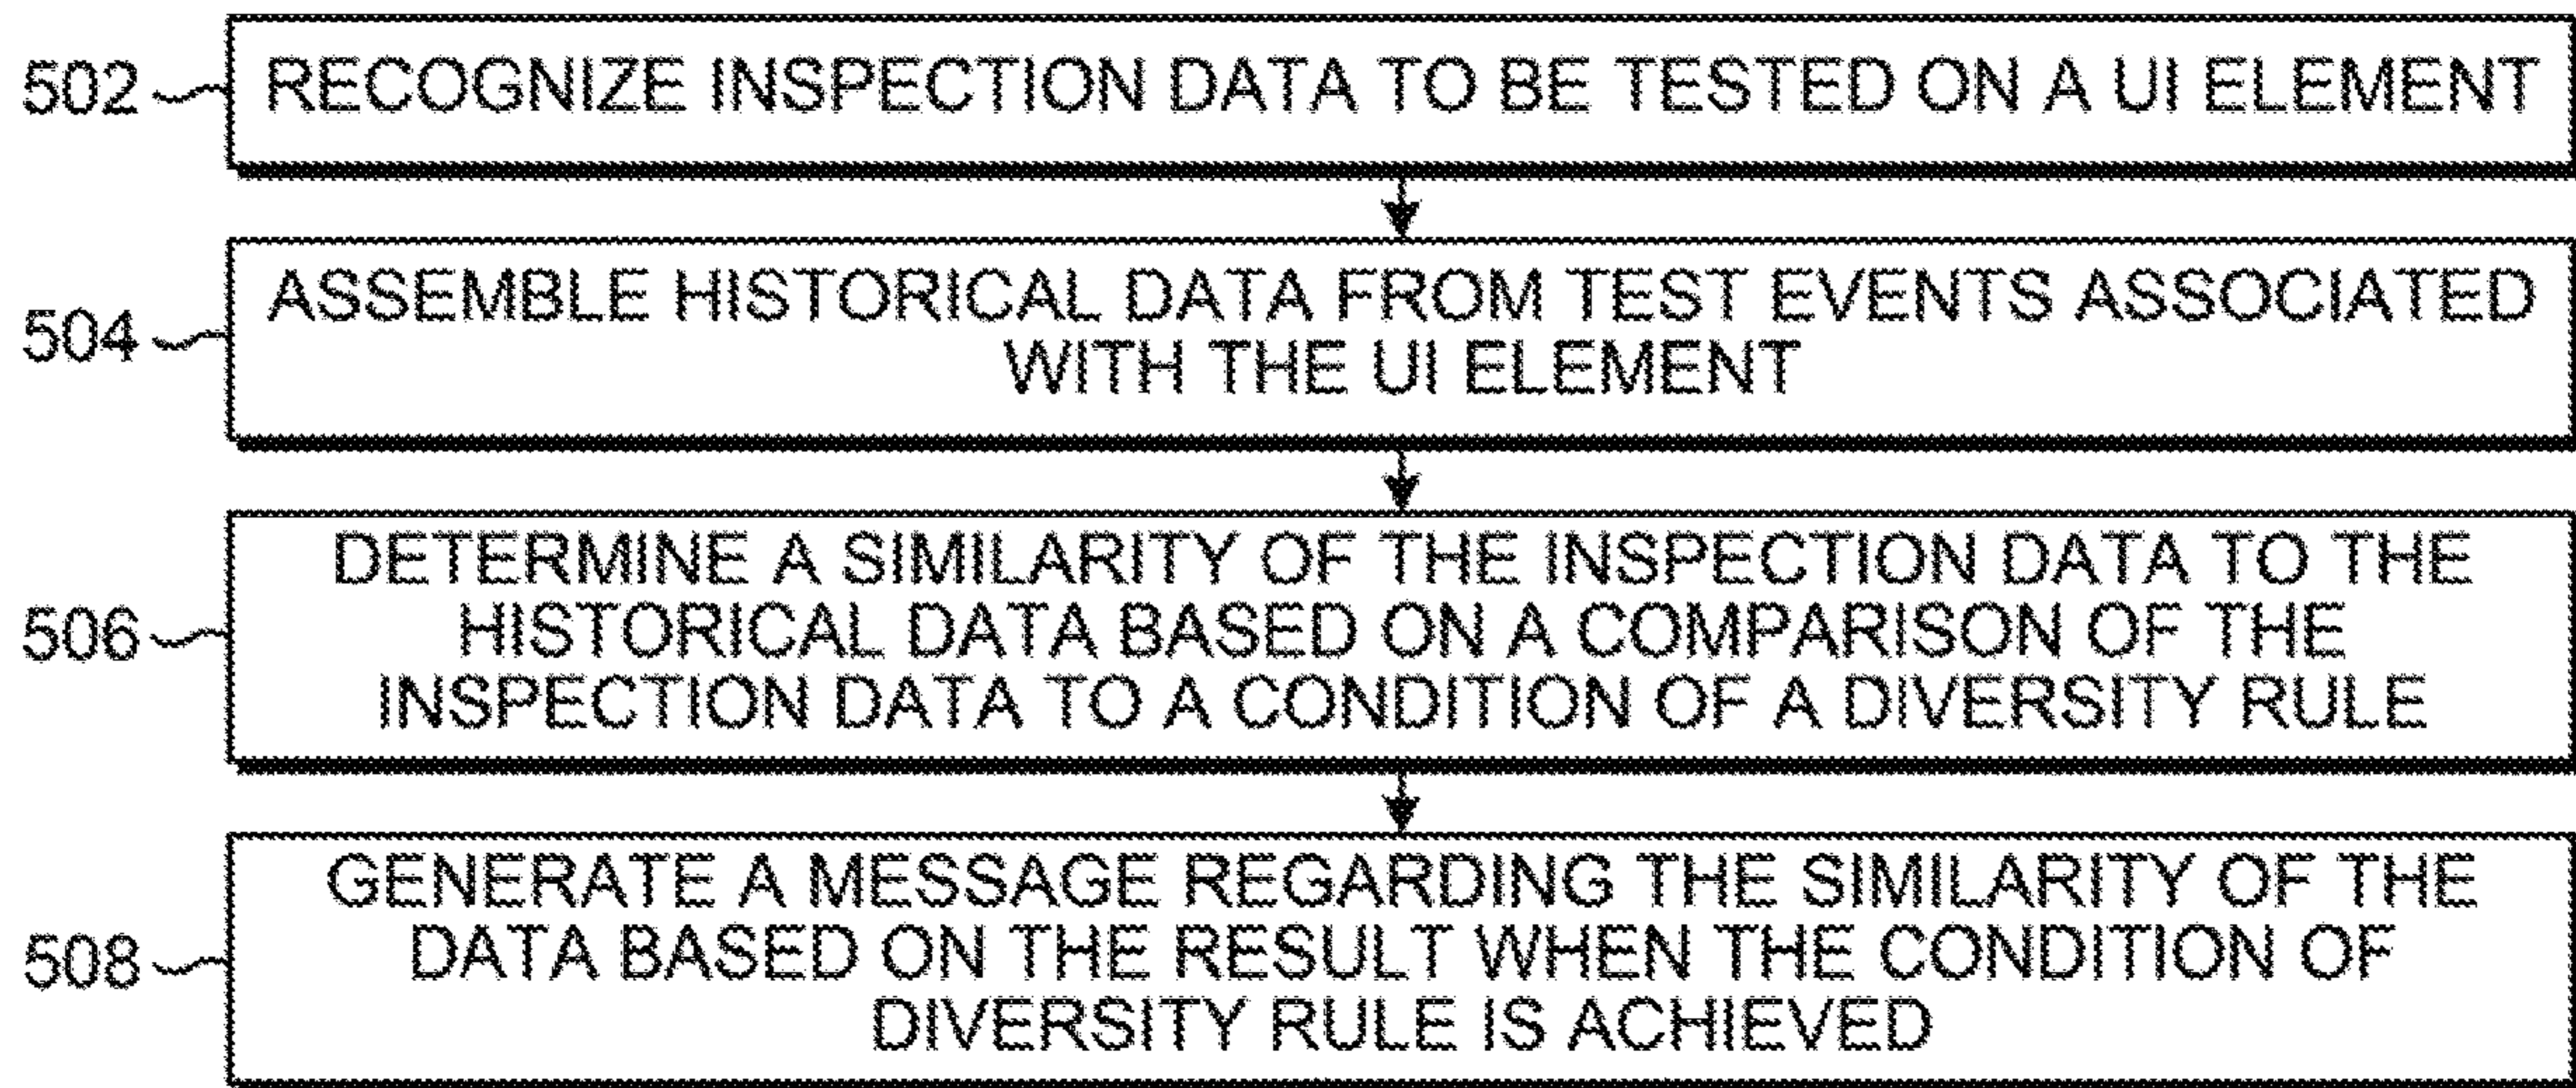 502 RECOGNIZE INSPECTION DATA TO BE TESTED ON A UI ELEMENT
ASSEMBLE HISTORICAL DATA FROM TEST EVENTS ASSOCIATED
504 WITH THE UI ELEMENT
DETERMINE A SIMILARITY OF THE INSPECTION DATA TO THE
506 HISTORICAL DATA BASED ON A COMPARISON OF THE
INSPECTION DATA TO A CONDITION OF A DIVERSITY RULE
GENERATE A MESSAGE REGARDING THE SIMILARITY OF THE
508 DATA BASED ON THE RESULT WHEN THE CONDITION OF
DIVERSITY RULE IS ACHIEVED